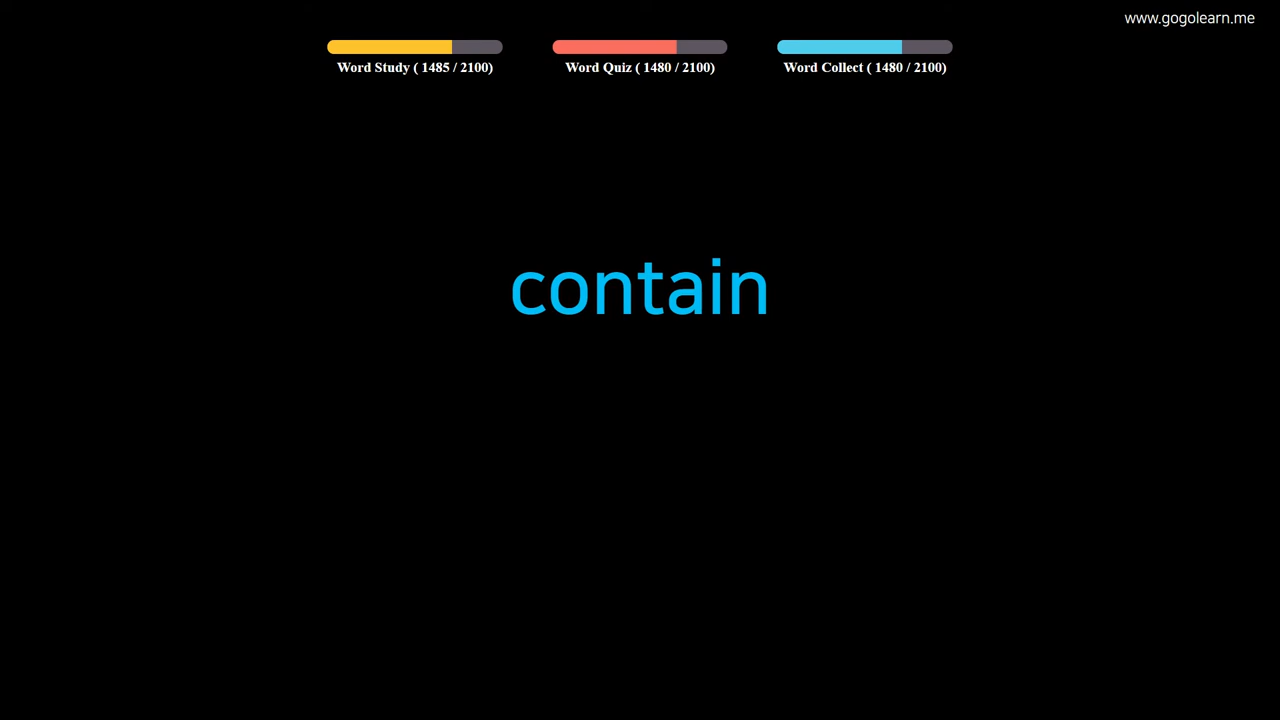 www.gogolearn.me
Word Study ( 1485 / 2100)
Word Quiz ( 1480 / 2100)
Word Collect ( 1480 / 2100)
contain